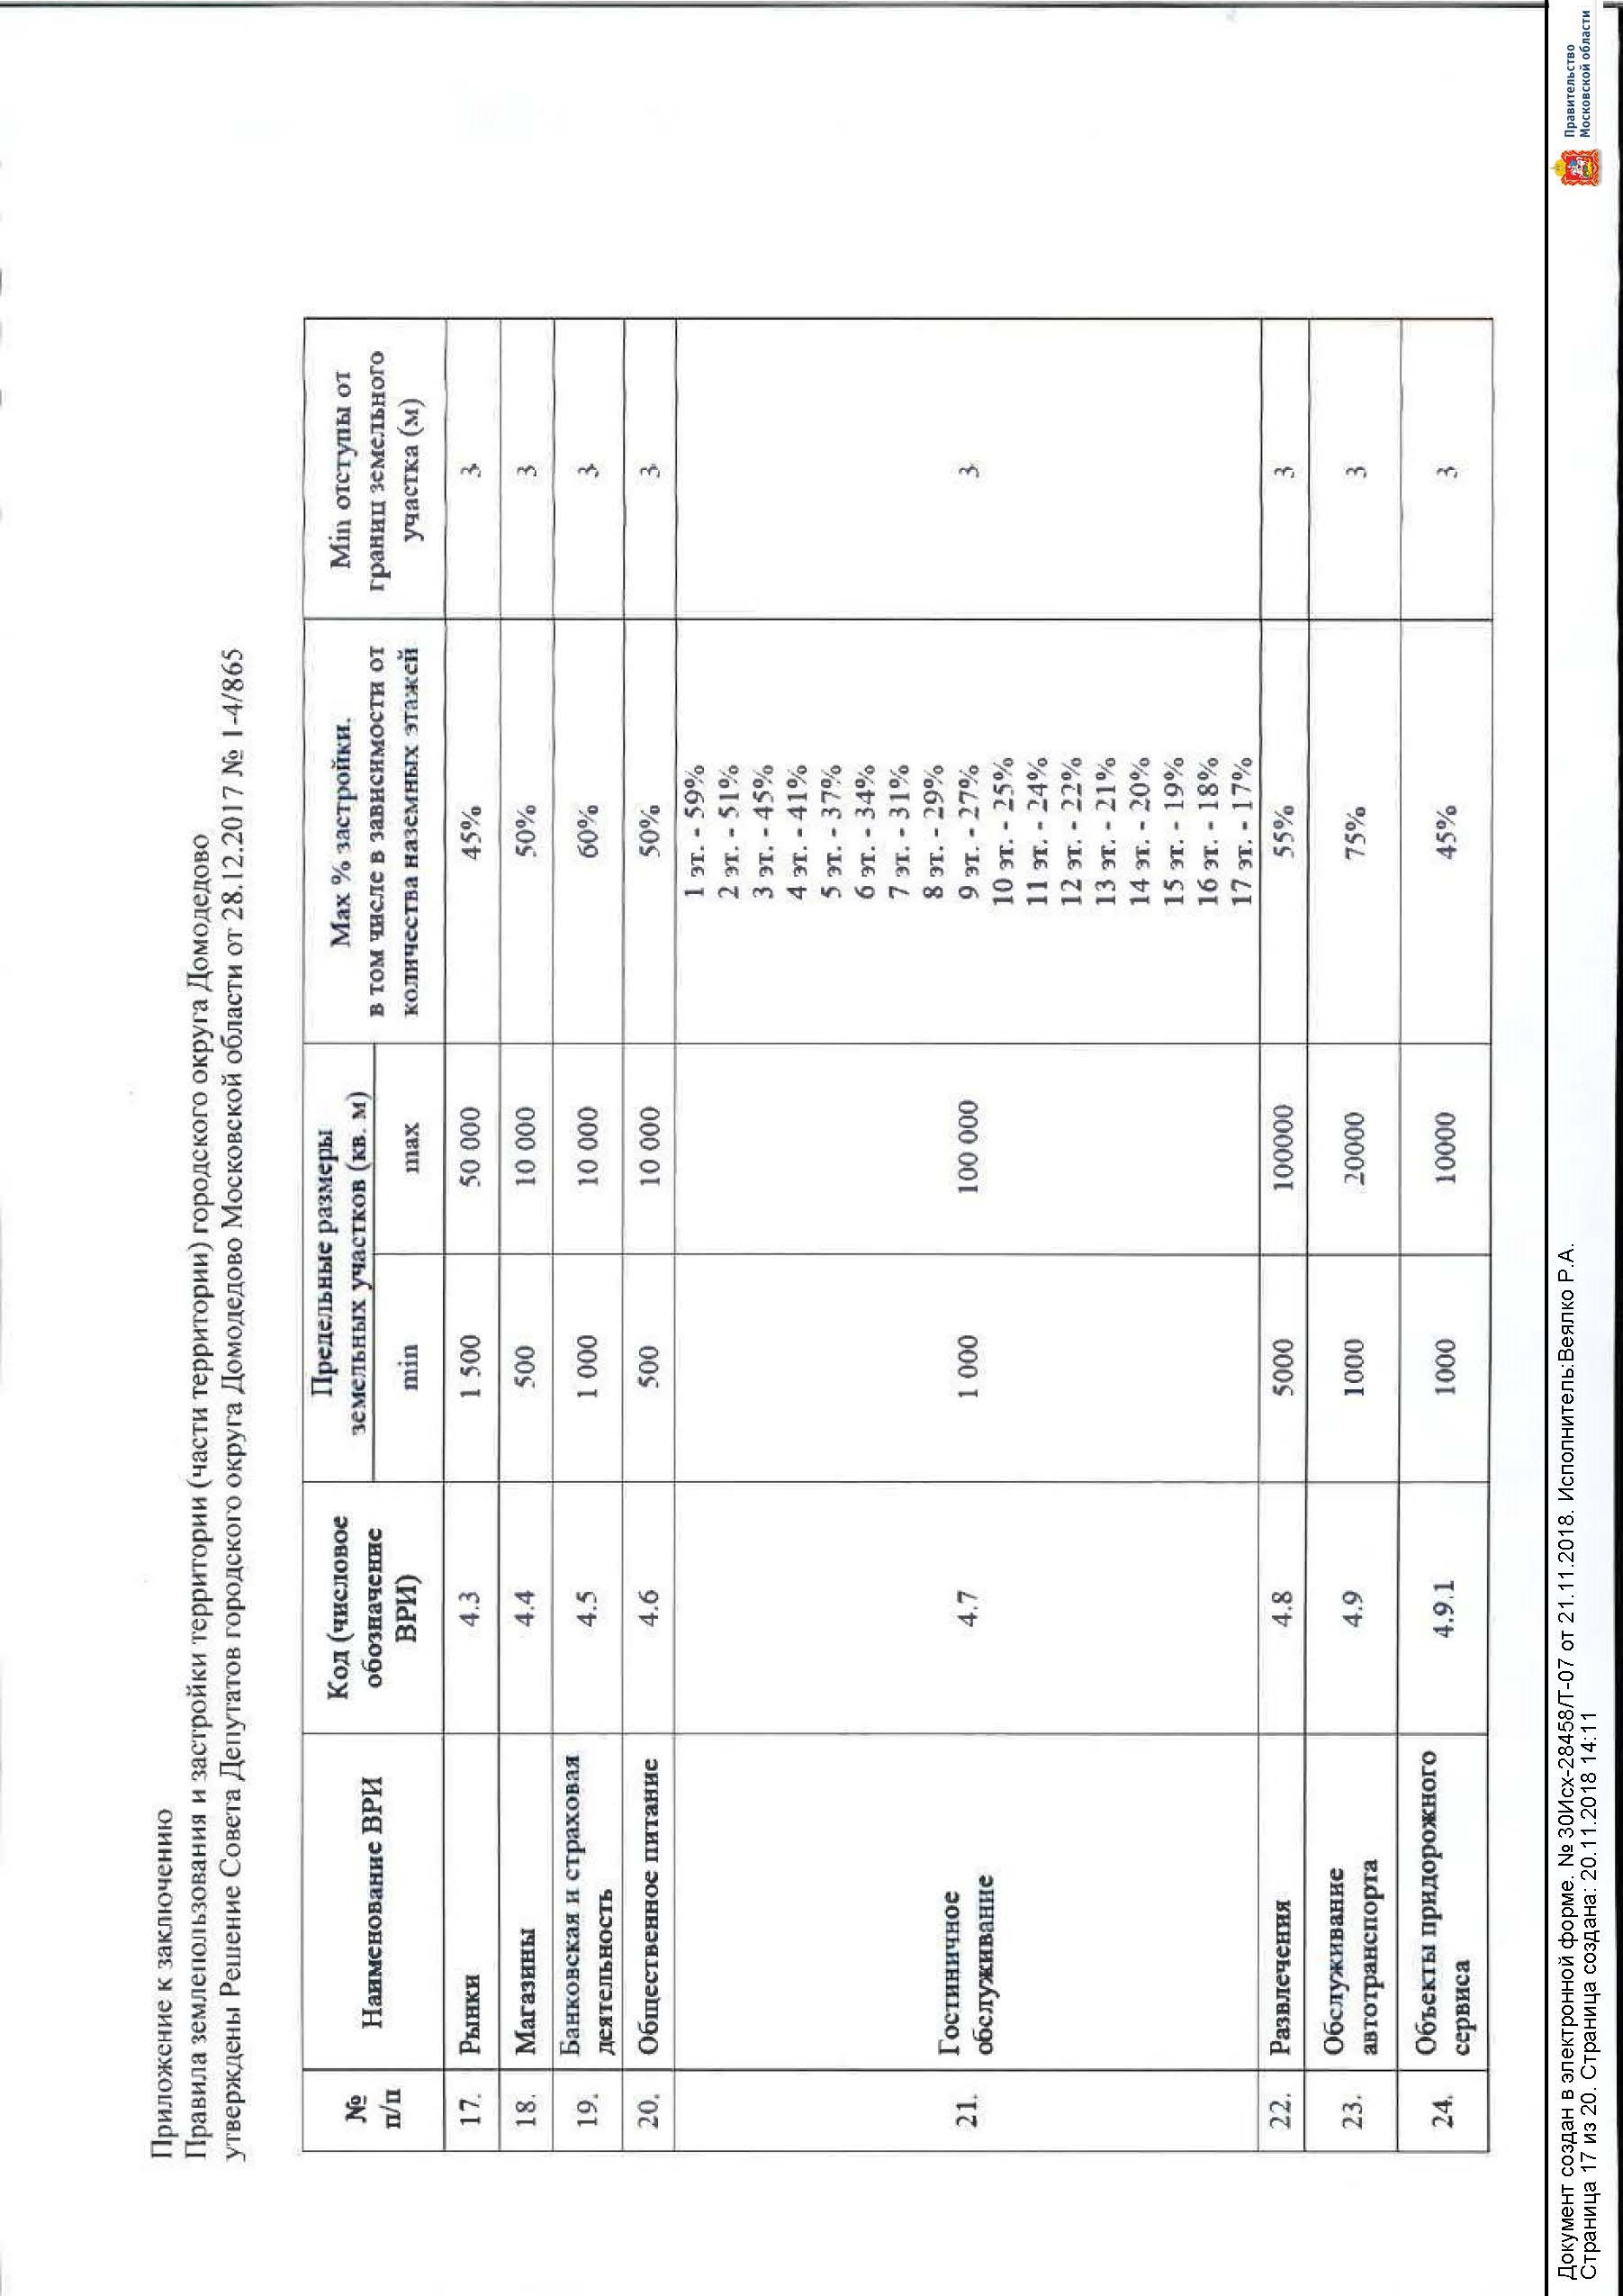 Приложение к заключению
Правила землепользования и застройки территории (части территории) городского округа Домодедово
утверждены Решение Совета Депутатов городского округа Домодедово Московской области от 28.12.2017 № 1-4/865
№
п/п
Наименование ВРИ
Код (числовое
обозначение
ВРИ)
Предельные размеры
земельных участков (кв. м)
min
max
Max % застройки.
в том числе в зависимости от
количества наземных этажей
Min отступы от
границ земельного
участка (м)
17. Рынки 4.3 1 500 50 000 45% 3
18. Магазины 4.4 500 10 000 50% 3
19. Банковская и страховая
деятельность 4.5 1 000 10 000 60% 3
20. Общественное питание 4.6 500 10 000 50% 3
21. Гостиничное
обслуживание 4.7 1 000 100 000
1 эт. - 59%
2 эт. - 51%
3 эт. - 45%
4 эт. - 41%
5 эт. - 37%
6 эт. - 34%
7 эт. - 31%
8 эт. - 29%
9 эт. - 27%
10 эт. - 25%
11 эт. - 24%
12 эт. - 22%
13 эт. - 21%
14 эт. - 20%
15 эт. - 19%
16 эт. - 18%
17 эт. - 17%
3
22. Развлечения 4.8 5000 100000 55% 3
23. Обслуживание
автотранспорта 4.9 1000 20000 75% 3
24. Объекты придорожного
сервиса 4.9.1 1000 10000 45% 3
Документ создан в электронной форме. № 30Исх-28458/Т-07 от 21.11.2018. Исполнитель:Веялко Р.А.
Страница 17 из 20. Страница создана: 20.11.2018 14:11
Правительство
Московской области